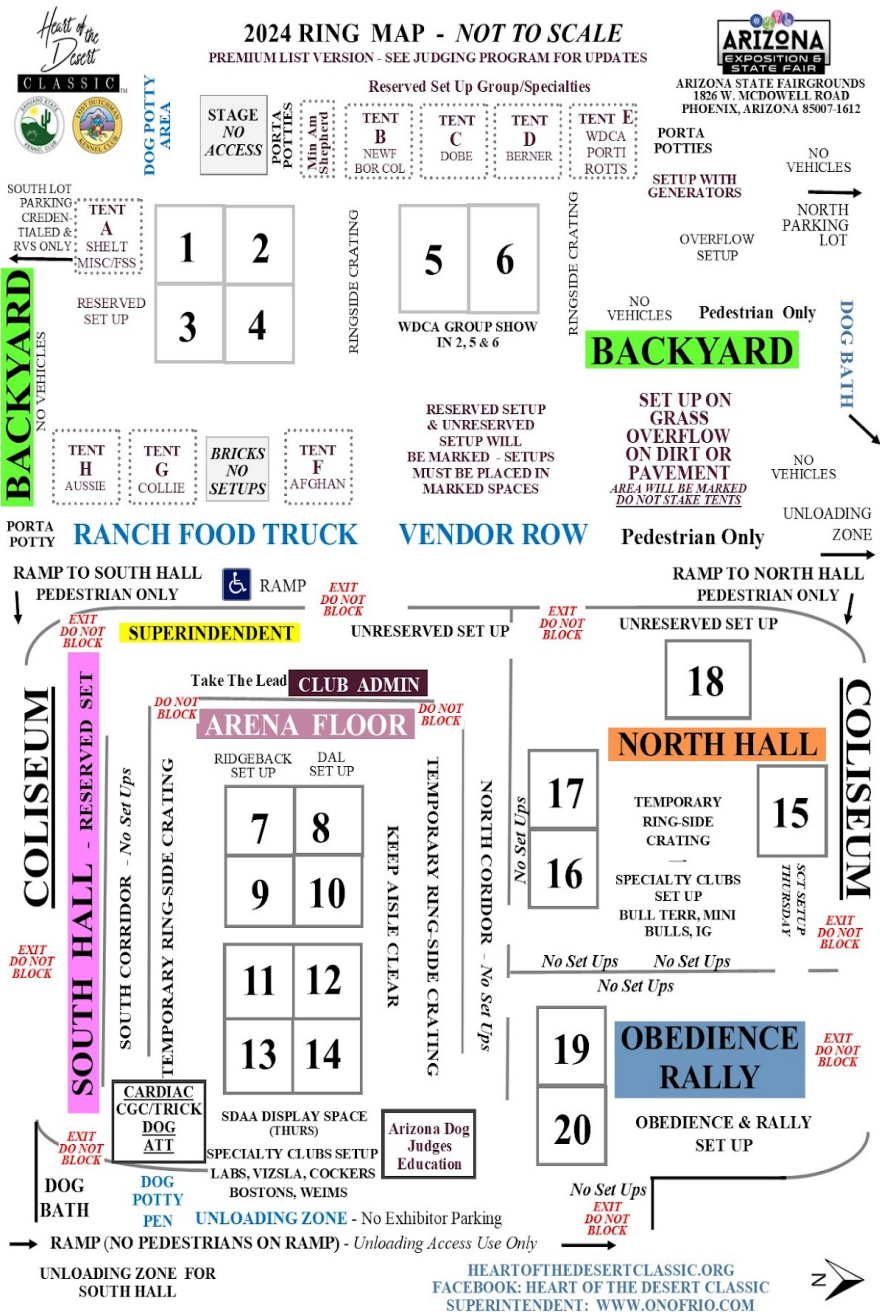 Heart of the
Desert
CLASSIC
2024 RING MAP - NOT TO SCALE
PREMIUM LIST VERSION - SEE JUDGING PROGRAM FOR UPDATES
ARIZONA
EXPOSITION &
STATE FAIR
ARIZONA STATE FAIRGROUNDS
1826 W. MCDOWELL ROAD
PHOENIX, ARIZONA 85007-1612
Reserved Set Up Group/Specialties
DOG POTTY
AREA
STAGE
NO
ACCESS
PORTA
POTTIES
Min Am
Shepherd
TENT
B
NEWF
BOR COL
TENT
C
DOBE
TENT
D
BERNER
TENT E
WDCA
PORTI
ROTTS
PORTA
POTTIES
SETUP WITH
GENERATORS
NO
VEHICLES
NORTH
PARKING
LOT
OVERFLOW
SETUP
SOUTH LOT
PARKING
CREDEN-
TIALED &
RVS ONLY
TENT
A
SHELT
MISC/FSS
RESERVED
SET UP
1
2
3
4
RINGSIDE CRATING
5
6
WDCA GROUP SHOW
IN 2, 5 & 6
RINGSIDE CRATING
NO
VEHICLES
Pedestrian Only
BACKYARD
DOG BATH
BACKYARD
NO VEHICLES
TENT
H
AUSSIE
TENT
G
COLLIE
BRICKS
NO
SETUPS
TENT
F
AFGHAN
RESERVED SETUP
& UNRESERVED
SETUP WILL
BE MARKED - SETUPS
MUST BE PLACED IN
MARKED SPACES
SET UP ON
GRASS
OVERFLOW
ON DIRT OR
PAVEMENT
AREA WILL BE MARKED
DO NOT STAKE TENTS
NO
VEHICLES
UNLOADING
ZONE
PORTA
POTTY
RANCH FOOD TRUCK
VENDOR ROW
Pedestrian Only
RAMP TO SOUTH HALL
PEDESTRIAN ONLY
RAMP
EXIT
DO NOT
BLOCK
RAMP TO NORTH HALL
PEDESTRIAN ONLY
EXIT
DO NOT
BLOCK
SUPERINDENDENT
UNRESERVED SET UP
EXIT
DO NOT
BLOCK
UNRESERVED SET UP
COLISEUM
SOUTH HALL - RESERVED SET
SOUTH CORRIDOR - No Set Ups
TEMPORARY RING-SIDE CRATING
Take The Lead
CLUB ADMIN
DO NOT
BLOCK
ARENA FLOOR
DO NOT
BLOCK
RIDGEBACK
SET UP
DAL
SET UP
7
8
9
10
11
12
13
14
KEEP AISLE CLEAR
TEMPORARY RING-SIDE CRATING
NORTH CORIDOR - No Set Ups
18
NORTH HALL
No Set Ups
17
16
TEMPORARY
RING-SIDE
CRATING
SPECIALTY CLUBS
SET UP
BULL TERR, MINI
BULLS, IG
15
SCT SETUP
THURSDAY
COLISEUM
EXIT
DO NOT
BLOCK
EXIT
DO NOT
BLOCK
No Set Ups
No Set Ups
No Set Ups
19
20
OBEDIENCE
RALLY
EXIT
DO NOT
BLOCK
OBEDIENCE & RALLY
SET UP
CARDIAC
CGC/TRICK
DOG
ATT
SDAA DISPLAY SPACE
(THURS)
SPECIALTY CLUBS SETUP
LABS, VIZSLA, COCKERS
BOSTONS, WEIMS
Arizona Dog
Judges
Education
EXIT
DO NOT
BLOCK
DOG
BATH
DOG
POTTY
PEN
UNLOADING ZONE - No Exhibitor Parking
No Set Ups
EXIT
DO NOT
BLOCK
RAMP (NO PEDESTRIANS ON RAMP) - Unloading Access Use Only
UNLOADING ZONE FOR
SOUTH HALL
HEARTOFTHEDESERTCLASSIC.ORG
FACEBOOK: HEART OF THE DESERT CLASSIC
SUPERINTENDENT: WWW.ONOFRIO.COM
N